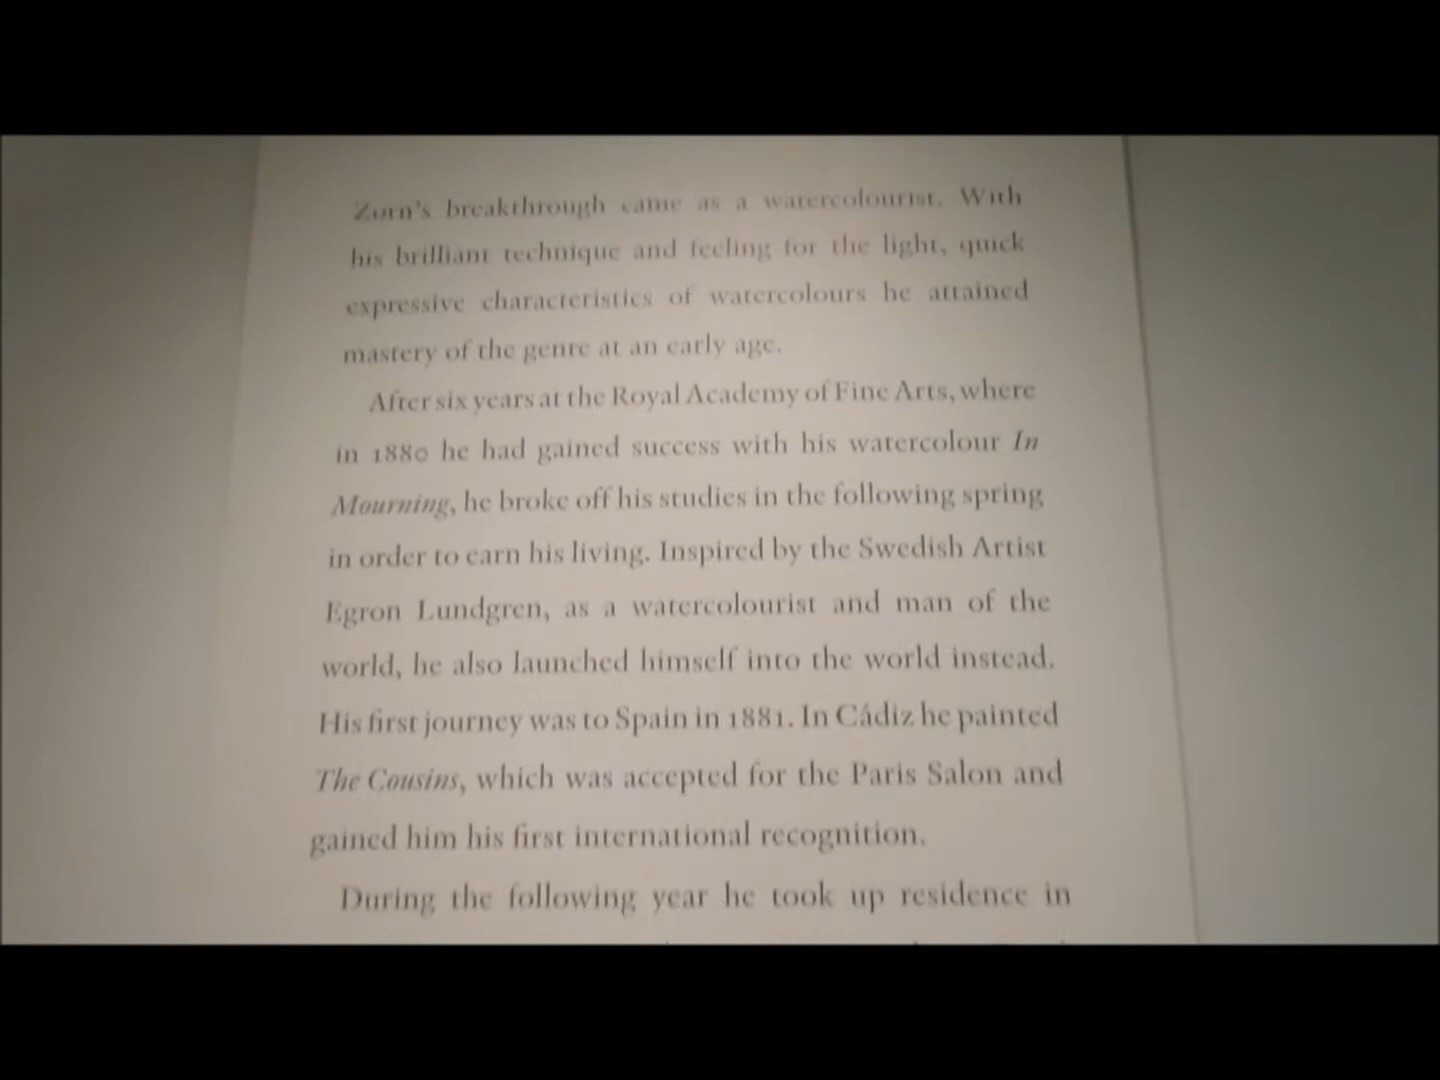 Zorn's breakthrough came as a watercolourist. With
his brilliant technique and feeling for the light, quick
expressive characteristics of watercolours he attained
mastery of the genre at an early age.
After six years at the Royal Academy of Fine Arts, where
in 1880 he had gained success with his watercolour In
Mourning, he broke off his studies in the following spring
in order to earn his living. Inspired by the Swedish Artist
Egron Lundgren, as a watercolourist and man of the
world, he also launched himself into the world instead.
His first journey was to Spain in 1881. In Cádiz he painted
The Cousins, which was accepted for the Paris Salon and
gained him his first international recognition.
During the following year he took up residence in